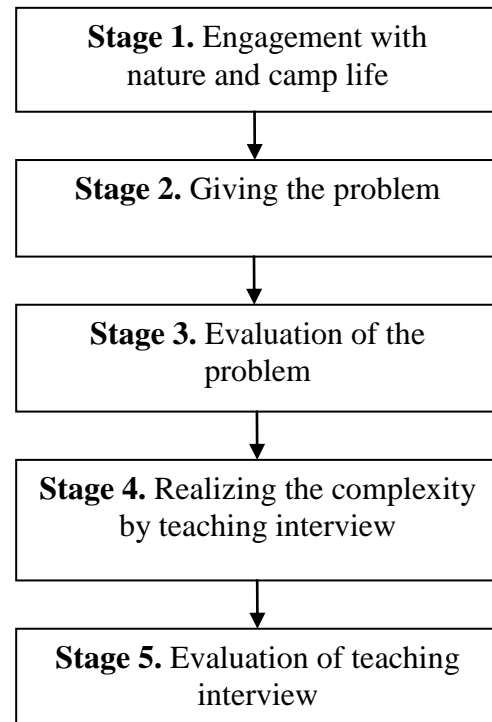 Stage 1. Engagement with
nature and camp life
Stage 2. Giving the problem
Stage 3. Evaluation of the
problem
Stage 4. Realizing the complexity
by teaching interview
Stage 5. Evaluation of teaching
interview